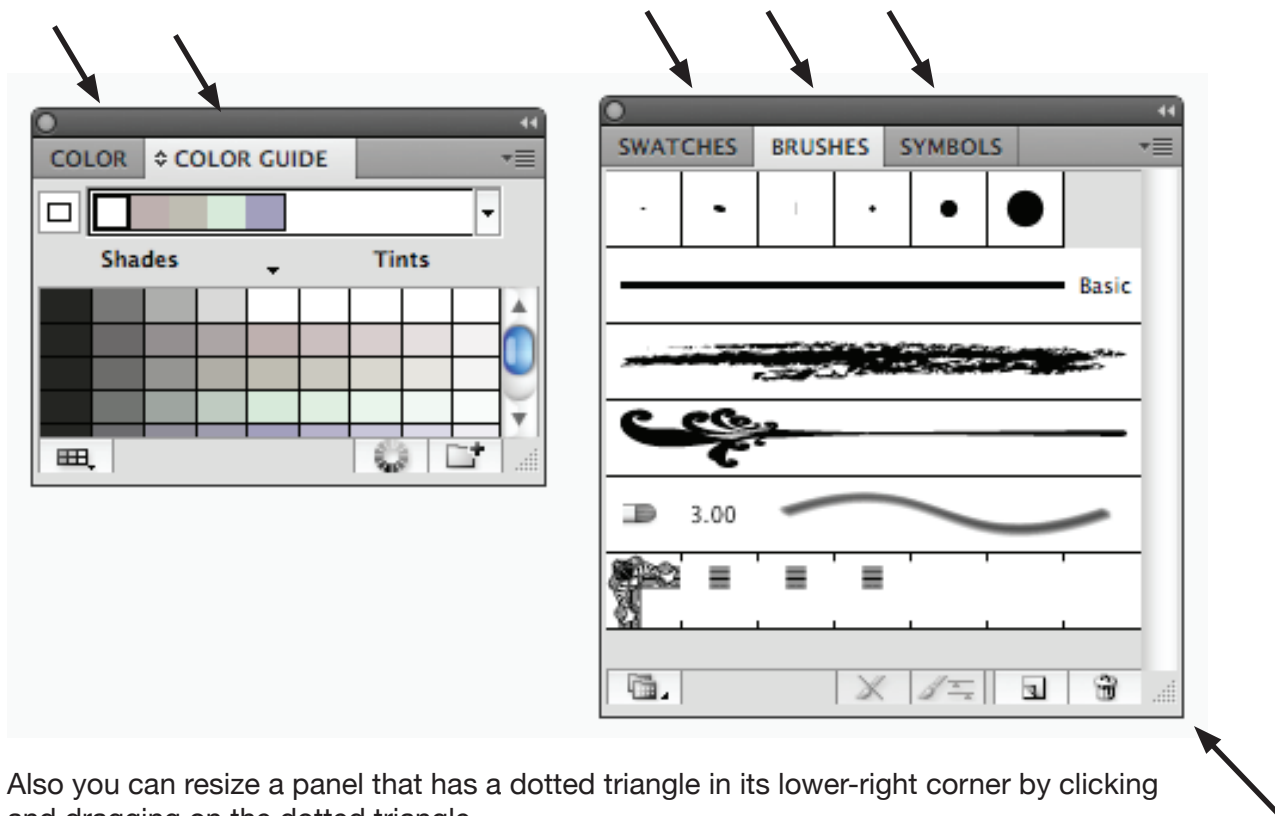 COLOR COLOR GUIDE
Shades Tints
SWATCHES BRUSHES SYMBOLS
Basic
3.00
Also you can resize a panel that has a dotted triangle in its lower-right corner by clicking
and dragging on the dotted triangle